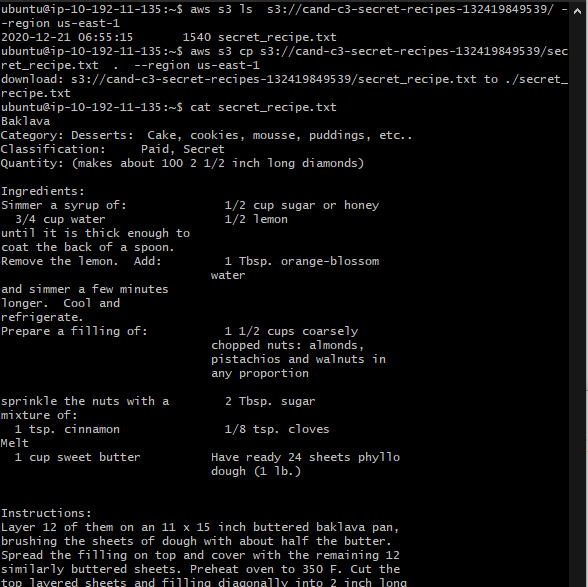 ubuntu@ip-10-192-11-135:~$ aws s3 ls  s3://cand-c3-secret-recipes-132419849539/ -
-region us-east-1
2020-12-21 06:55:15       1540 secret_recipe.txt
ubuntu@ip-10-192-11-135:~$ aws s3 cp s3://cand-c3-secret-recipes-132419849539/sec
ret_recipe.txt  .  --region us-east-1
download: s3://cand-c3-secret-recipes-132419849539/secret_recipe.txt to ./secret_
recipe.txt
ubuntu@ip-10-192-11-135:~$ cat secret_recipe.txt
Baklava
Category: Desserts:  Cake, cookies, mousse, puddings, etc..
Classification:     Paid, Secret
Quantity: (makes about 100 2 1/2 inch long diamonds)

Ingredients:
Simmer a syrup of:              1/2 cup sugar or honey
  3/4 cup water                 1/2 lemon
until it is thick enough to
coat the back of a spoon.
Remove the lemon.  Add:         1 Tbsp. orange-blossom
                              water
and simmer a few minutes
longer.  Cool and
refrigerate.
Prepare a filling of:           1 1/2 cups coarsely
                              chopped nuts: almonds,
                              pistachios and walnuts in
                              any proportion

sprinkle the nuts with a        2 Tbsp. sugar
mixture of:
  1 tsp. cinnamon               1/8 tsp. cloves
Melt
  1 cup sweet butter          Have ready 24 sheets phyllo
                              dough (1 lb.)


Instructions:
Layer 12 of them on an 11 x 15 inch buttered baklava pan,
brushing the sheets of dough with about half the butter.
Spread the filling on top and cover with the remaining 12
similarly buttered sheets. Preheat oven to 350 F. Cut the
top layered sheets and filling diagonally into 2 inch long